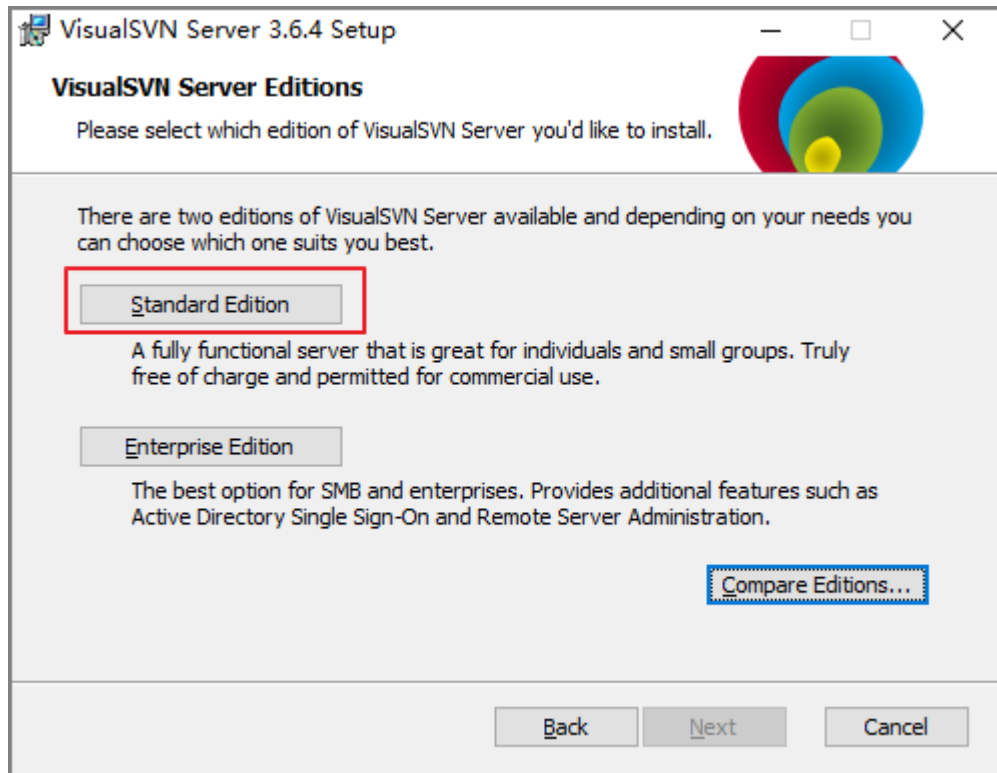 VisualSVN Server 3.6.4 Setup
VisualSVN Server Editions
Please select which edition of VisualSVN Server you'd like to install.
There are two editions of VisualSVN Server available and depending on your needs you
can choose which one suits you best.
Standard Edition
A fully functional server that is great for individuals and small groups. Truly
free of charge and permitted for commercial use.
Enterprise Edition
The best option for SMB and enterprises. Provides additional features such as
Active Directory Single Sign-On and Remote Server Administration.
Compare Editions...
Back Next Cancel